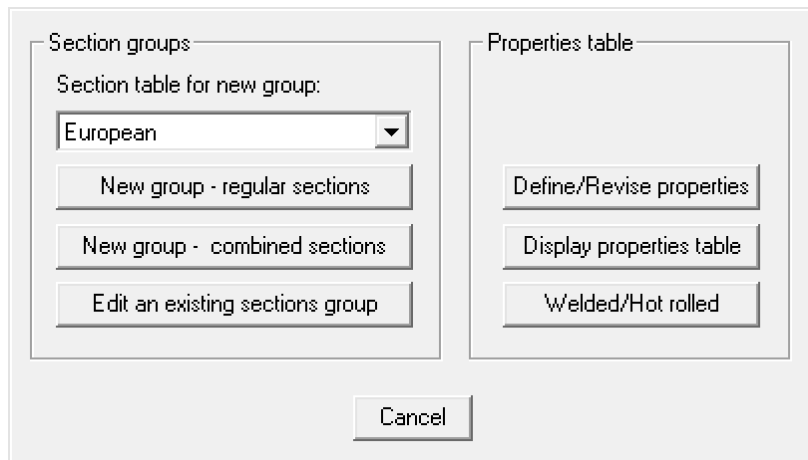 Section groups
Section table for new group:
European
New group - regular sections
New group -  combined sections
Edit an existing sections group
Properties table
Define/Revise properties
Display properties table
Welded/Hot rolled
Cancel